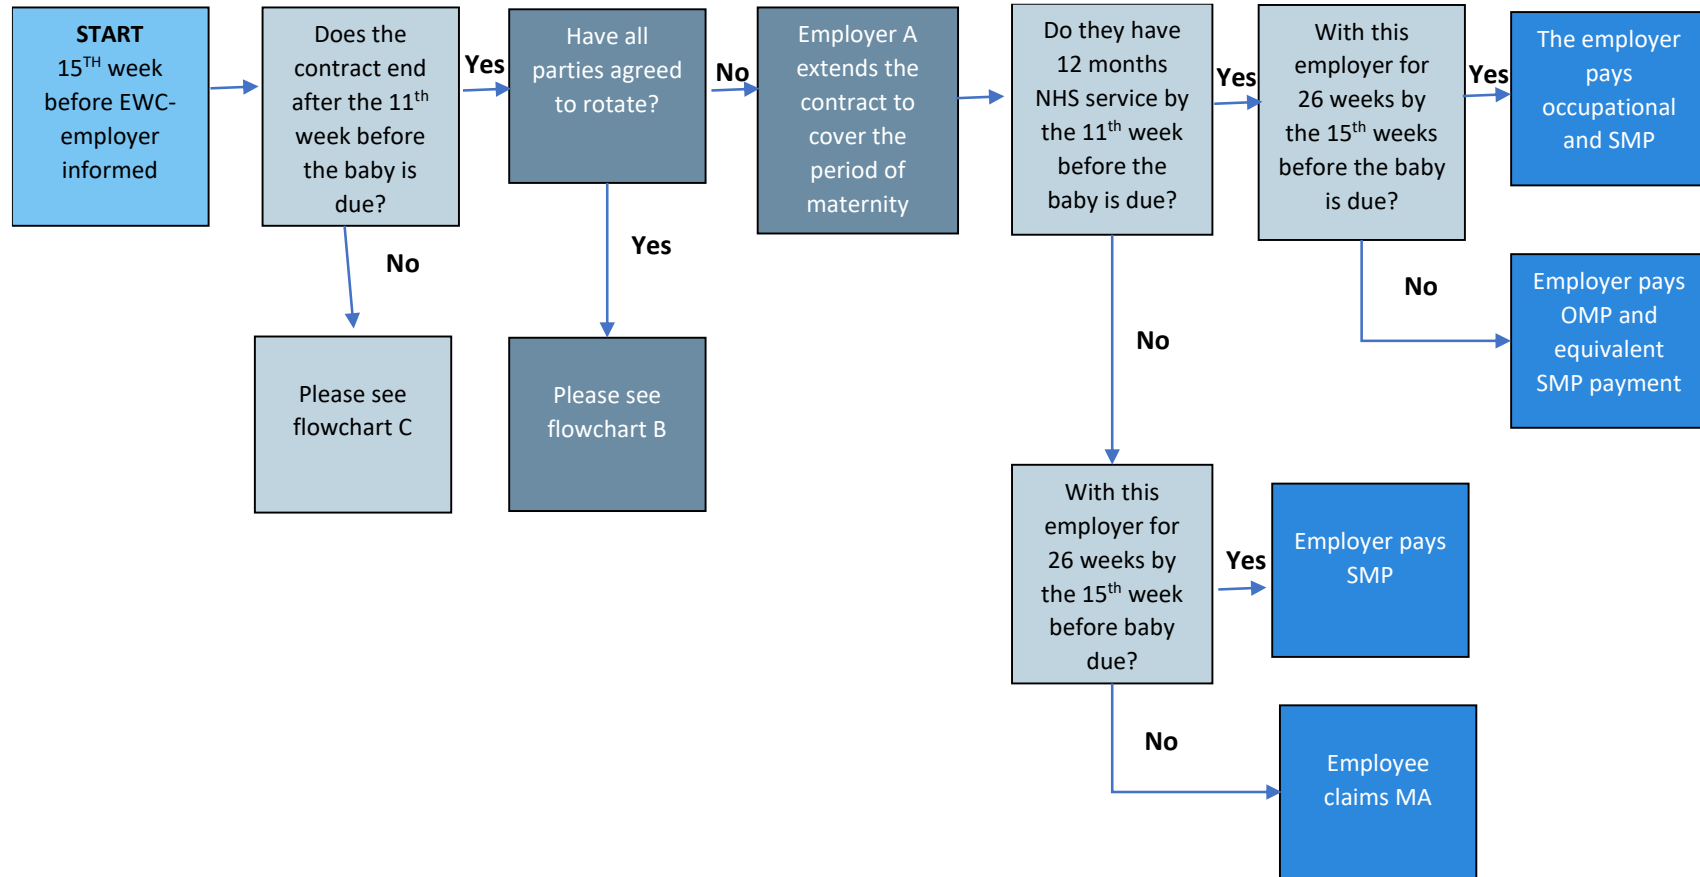 START
15TH week
before EWC-
employer
informed
Does the
contract end
after the 11th
week before
the baby is
due?
Yes
No
Have all
parties agreed
to rotate?
No
Yes
Employer A
extends the
contract to
cover the
period of
maternity
Do they have
12 months
NHS service by
the 11th week
before the
baby is due?
Yes
No
With this
employer for
26 weeks by
the 15th weeks
before the baby
is due?
Yes
No
The employer
pays
occupational
and SMP
Employer pays
OMP and
equivalent
SMP payment
Please see
flowchart C
Please see
flowchart B
With this
employer for
26 weeks by
the 15th week
before baby
due?
Yes
No
Employer pays
SMP
Employee
claims MA